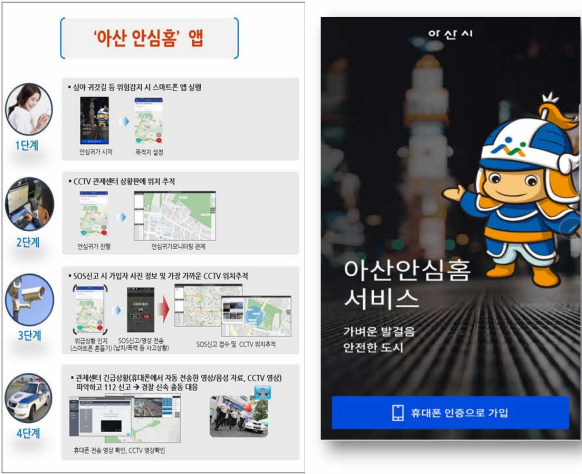 ‘아산 안심홈’ 앱
• 심야 귀갓길 등 위험감지 시 스마트폰 앱 실행
안심귀가 시작
목적지 설정
1단계
• CCTV 관제센터 상황판에 위치 추적
안심귀가 진행
안심귀가모니터링 관제
2단계
• SOS신고 시 가입자 사진 정보 및 가장 가까운 CCTV 위치추적
위급상황 인지
(스마트폰 흔들기)
SOS신고/영상 전송
(납치/폭력 등 사고상황)
SOS신고 접수 및 CCTV 위치추적
3단계
• 관제센터 긴급상황(휴대폰에서 자동 전송한 영상/음성 자료, CCTV 영상)
파악하고 112 신고 → 경찰 신속 출동 대응
휴대폰 전송 영상 확인, CCTV 영상확인
4단계
아산시
아산안심홈
서비스
가벼운 발걸음
안전한 도시
휴대폰 인증으로 가입